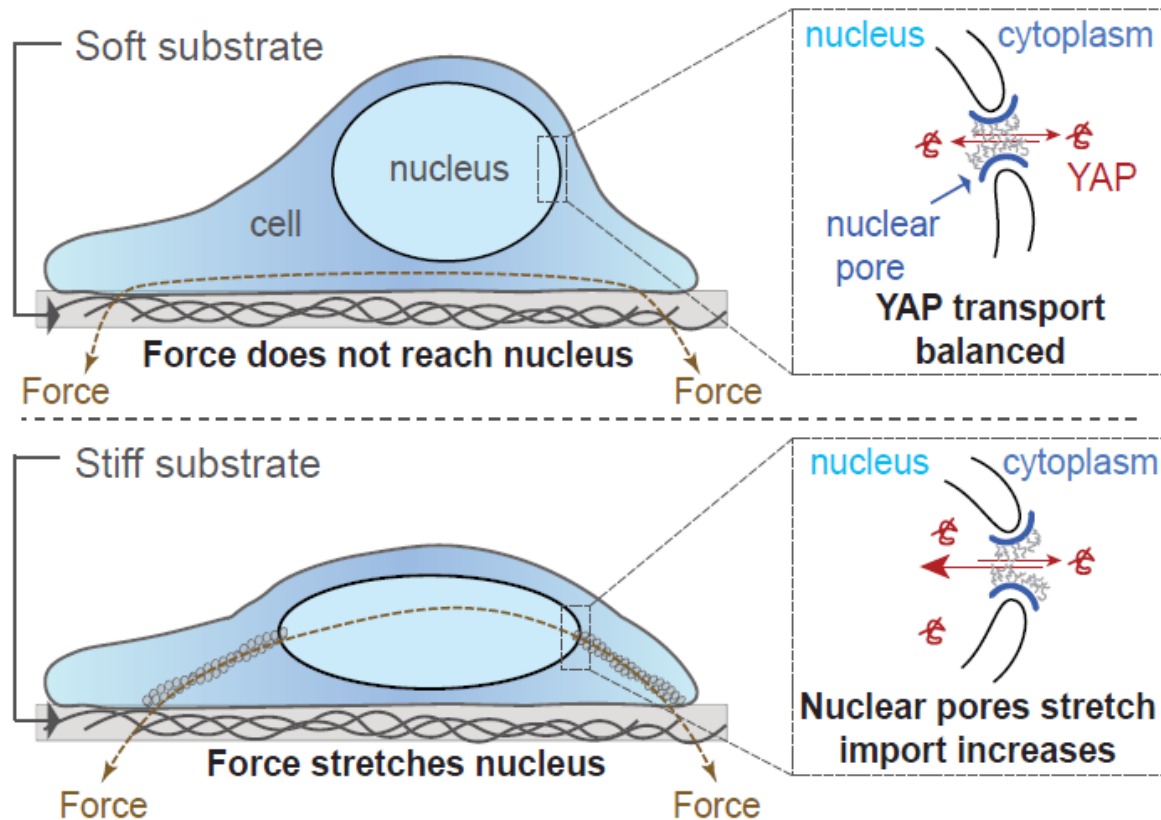 Soft substrate
nucleus
cell
Force does not reach nucleus
Force
Force
nucleus
cytoplasm
YAP
nuclear
pore
YAP transport
balanced
Stiff substrate
Force stretches nucleus
Force
Force
nucleus
cytoplasm
Nuclear pores stretch
import increases